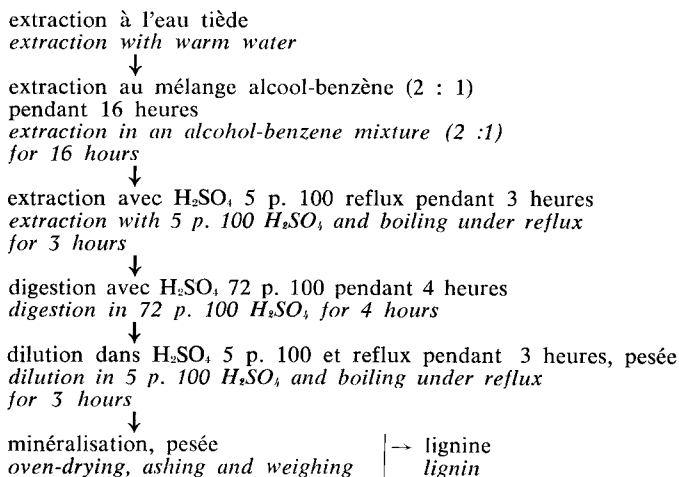 extraction à l'eau tiède
extraction with warm water
↓
extraction au mélange alcool-benzène (2 : 1)
pendant 16 heures
extraction in an alcohol-benzene mixture (2 :1)
for 16 hours
↓
extraction avec H₂SO₄ 5 p. 100 reflux pendant 3 heures
extraction with 5 p. 100 H₂SO₄ and boiling under reflux
for 3 hours
↓
digestion avec H₂SO₄ 72 p. 100 pendant 4 heures
digestion in 72 p. 100 H₂SO₄ for 4 hours
↓
dilution dans H₂SO₄ 5 p. 100 et reflux pendant 3 heures, pesée
dilution in 5 p. 100 H₂SO₄ and boiling under reflux
for 3 hours
↓
minéralisation, pesée | → lignine
oven-drying, ashing and weighing | lignin